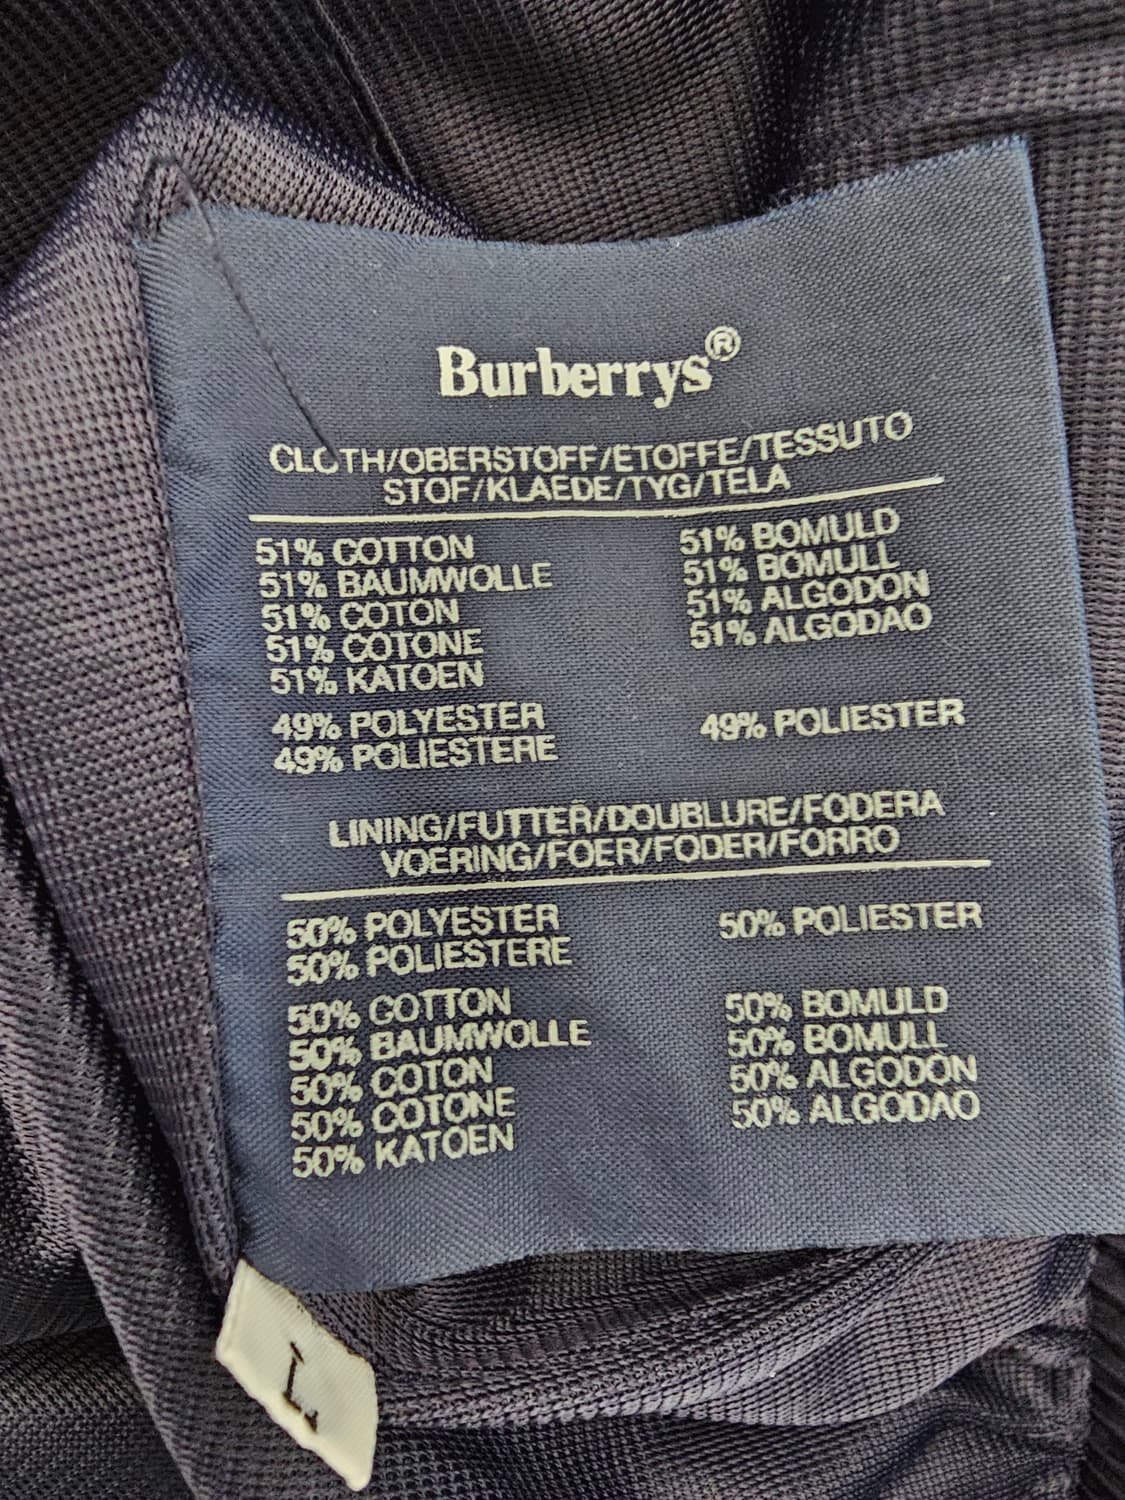 Burberrys®
CLOTH/OBERSTOFF/ETOFFE/TESSUTO
STOF/KLAEDE/TYG/TELA
51% COTTON
51% BAUMWOLLE
51% COTON
51% COTONE
51% KATOEN
51% BOMULD
51% BOMULL
51% ALGODON
51% ALGODAO
49% POLYESTER
49% POLIESTERE
49% POLIESTER
LINING/FUTTER/DOUBLURE/FODERA
VOERING/FOER/FODER/FORRO
50% POLYESTER
50% POLIESTERE
50% POLIESTER
50% COTTON
50% BAUMWOLLE
50% COTON
50% COTONE
50% KATOEN
50% BOMULD
50% BOMULL
50% ALGODON
50% ALGODAO
L